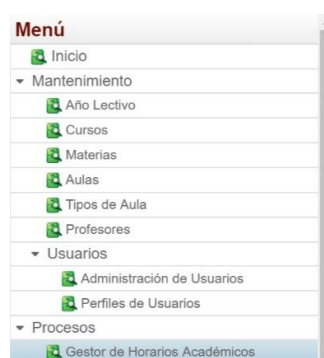 Menú
Inicio
Mantenimiento
Año Lectivo
Cursos
Materias
Aulas
Tipos de Aula
Profesores
Usuarios
Administración de Usuarios
Perfiles de Usuarios
Procesos
Gestor de Horarios Académicos